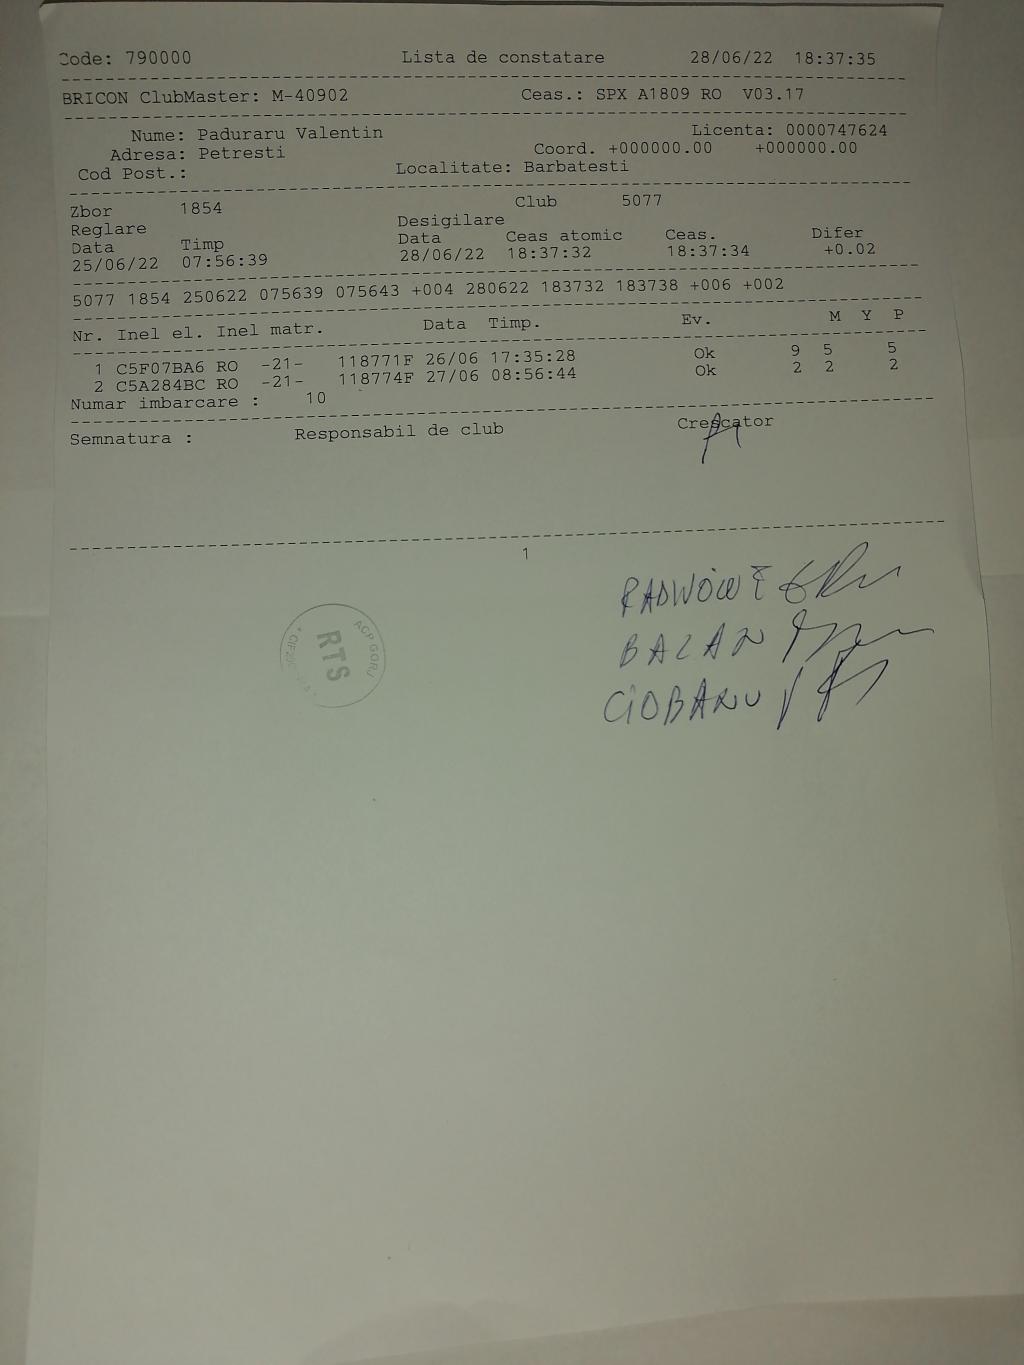 Code: 790000 Lista de constatare 28/06/22 18:37:35
BRICON ClubMaster: M-40902 Ceas.: SPX A1809 RO V03.17
Nume: Paduraru Valentin Licenta: 0000747624
Adresa: Petresti Coord. +000000.00 +000000.00
Cod Post.: Localitate: Barbatesti
Zbor 1854 Club 5077
Reglare Desigilare
Data Timp Data Ceas atomic Ceas. Difer
25/06/22 07:56:39 28/06/22 18:37:32 18:37:34 +0.02
5077 1854 250622 075639 075643 +004 280622 183732 183738 +006 +002
Nr. Inel el. Inel matr. Data Timp. Ev. M Y P
1 C5F07BA6 RO -21- 118771F 26/06 17:35:28 Ok 9 5 5
2 C5A284BC RO -21- 118774F 27/06 08:56:44 Ok 2 2 2
Numar imbarcare : 10
Semnatura : Responsabil de club Crescator
1
ACP GORJ
RTS
BALAN
CIOBANU